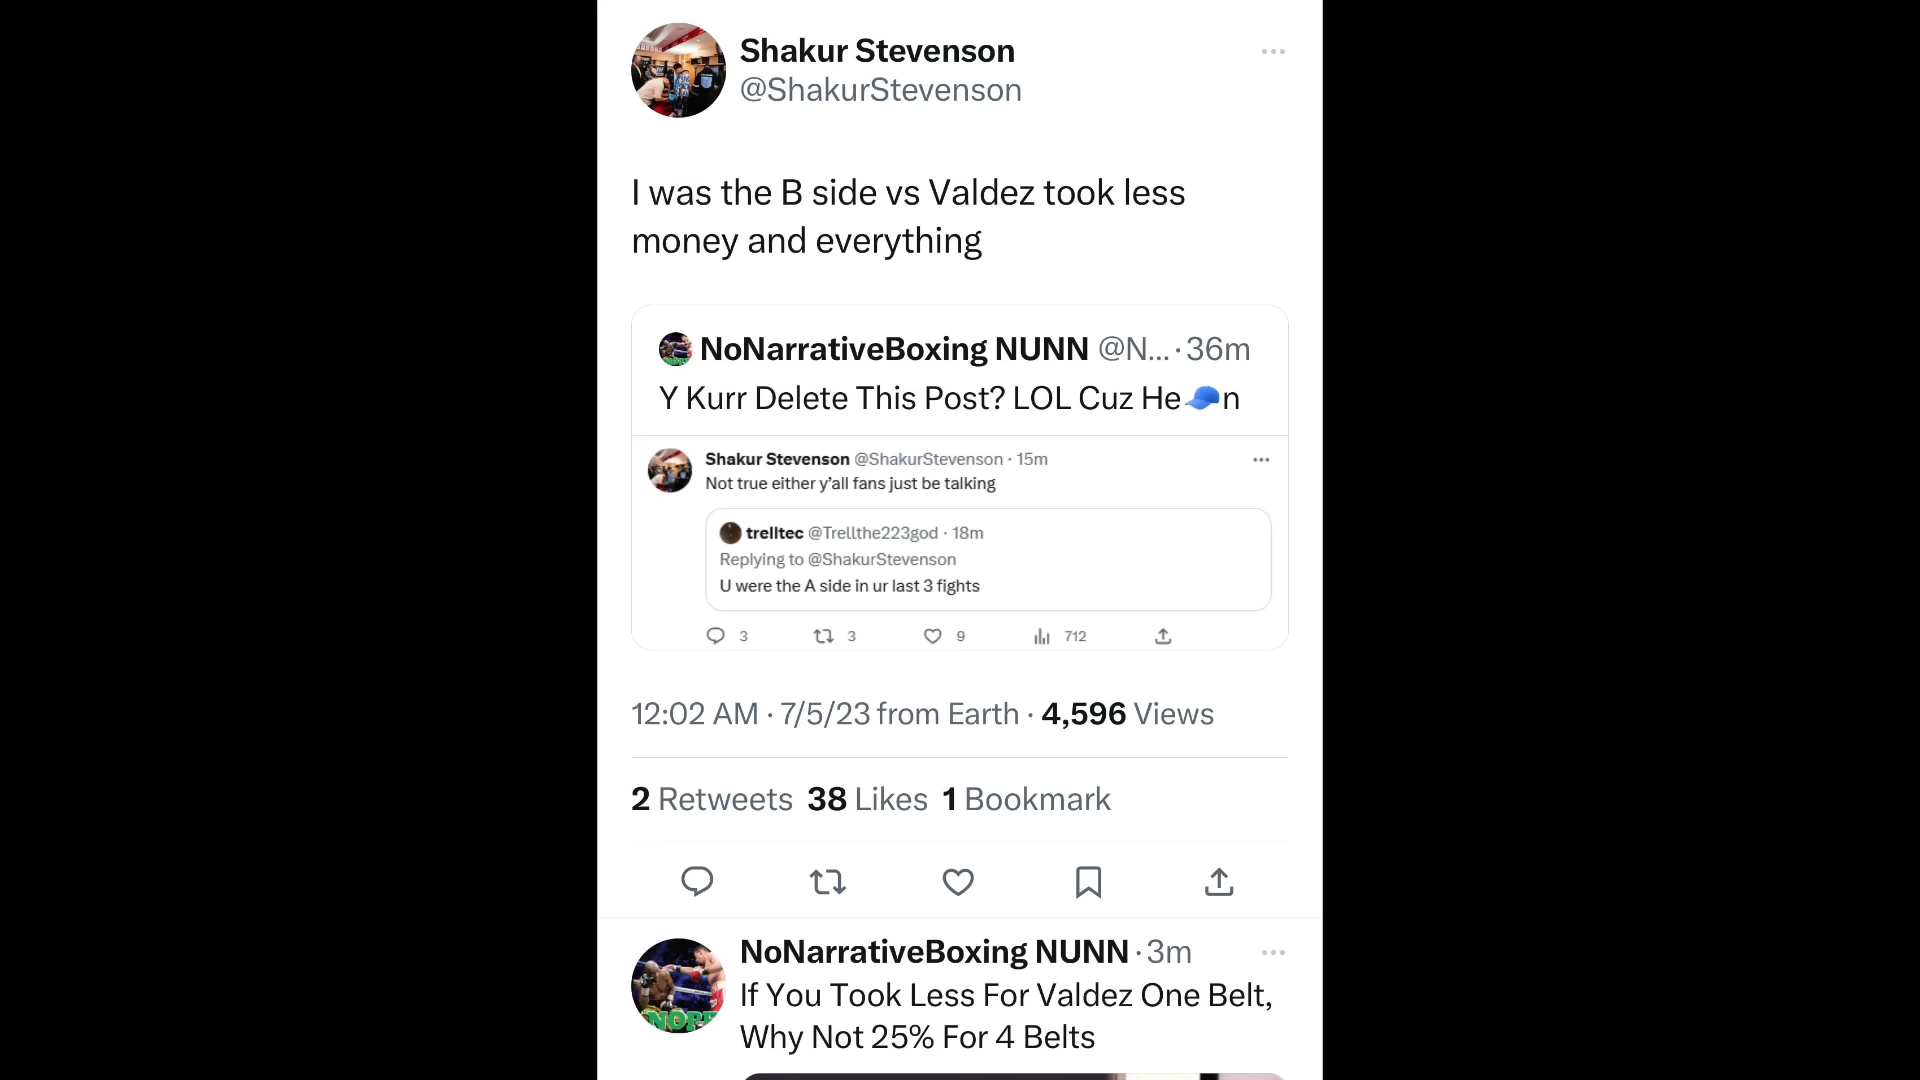 Shakur Stevenson
@ShakurStevenson
I was the B side vs Valdez took less
money and everything
NoNarrativeBoxing NUNN @N... · 36m
Y Kurr Delete This Post? LOL Cuz He🧢n
Shakur Stevenson @ShakurStevenson · 15m
Not true either y’all fans just be talking
trelltec @Trellthe223god · 18m
Replying to @ShakurStevenson
U were the A side in ur last 3 fights
3 3 9 712
12:02 AM · 7/5/23 from Earth · 4,596 Views
2 Retweets 38 Likes 1 Bookmark
NoNarrativeBoxing NUNN · 3m
If You Took Less For Valdez One Belt,
Why Not 25% For 4 Belts